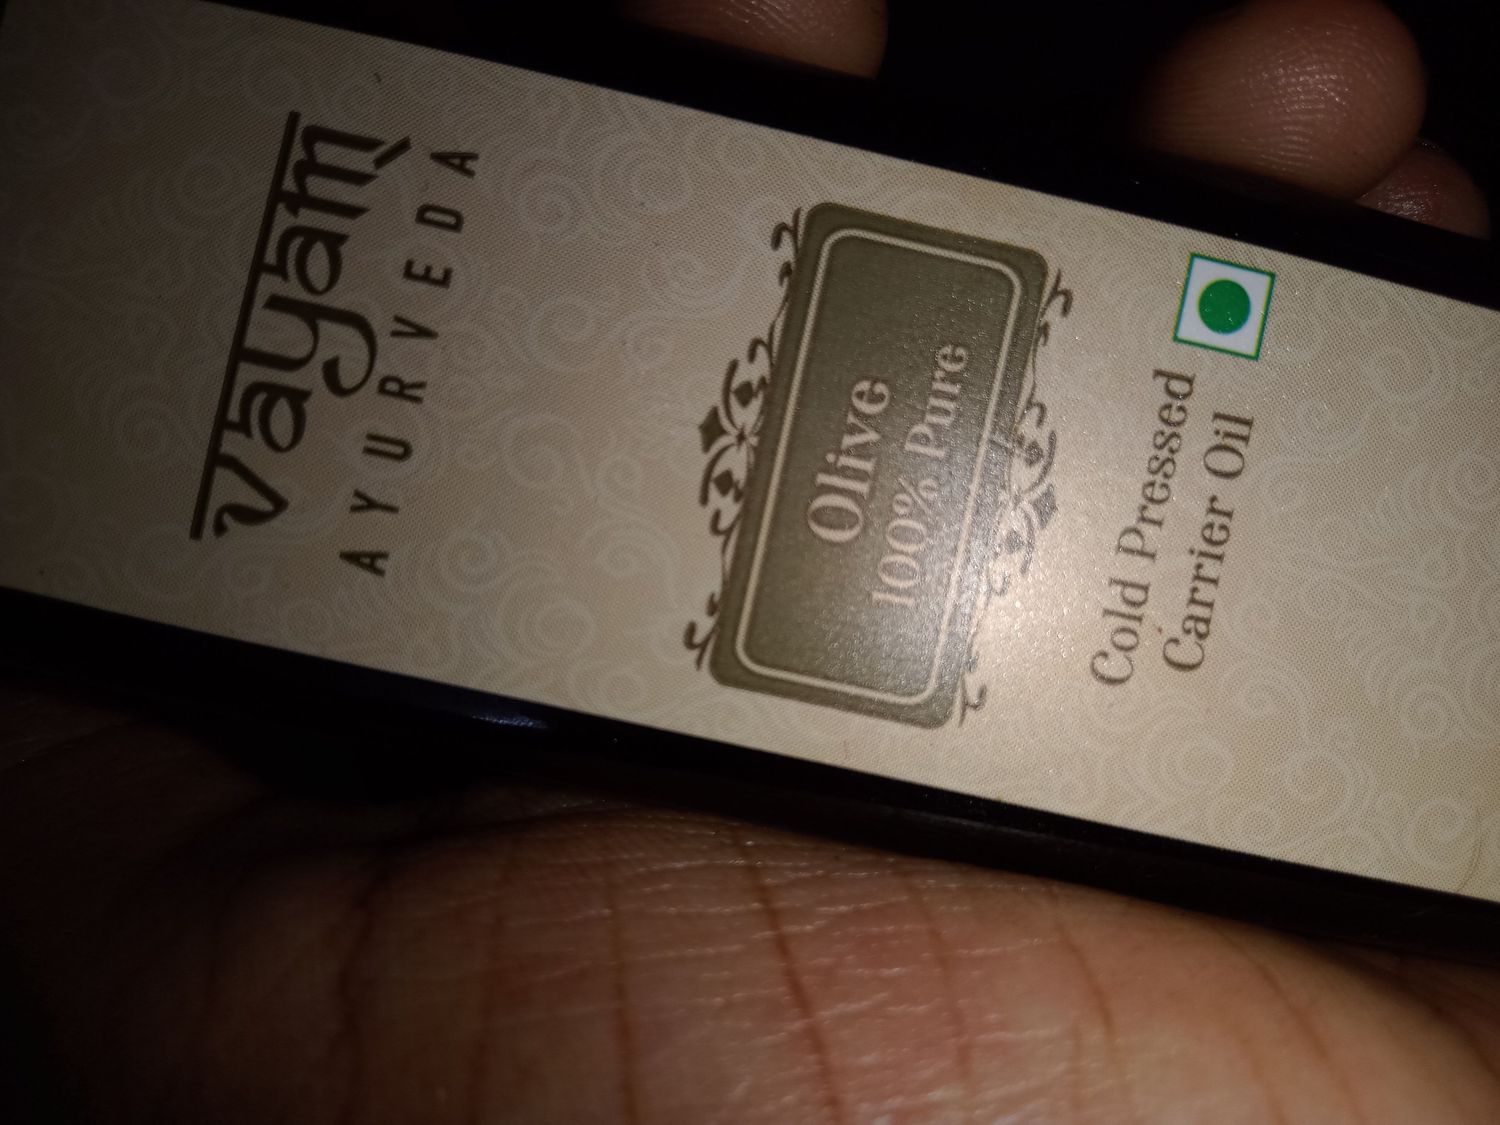 vayam
AYURVEDA
Olive
100% Pure
Cold Pressed
Carrier Oil